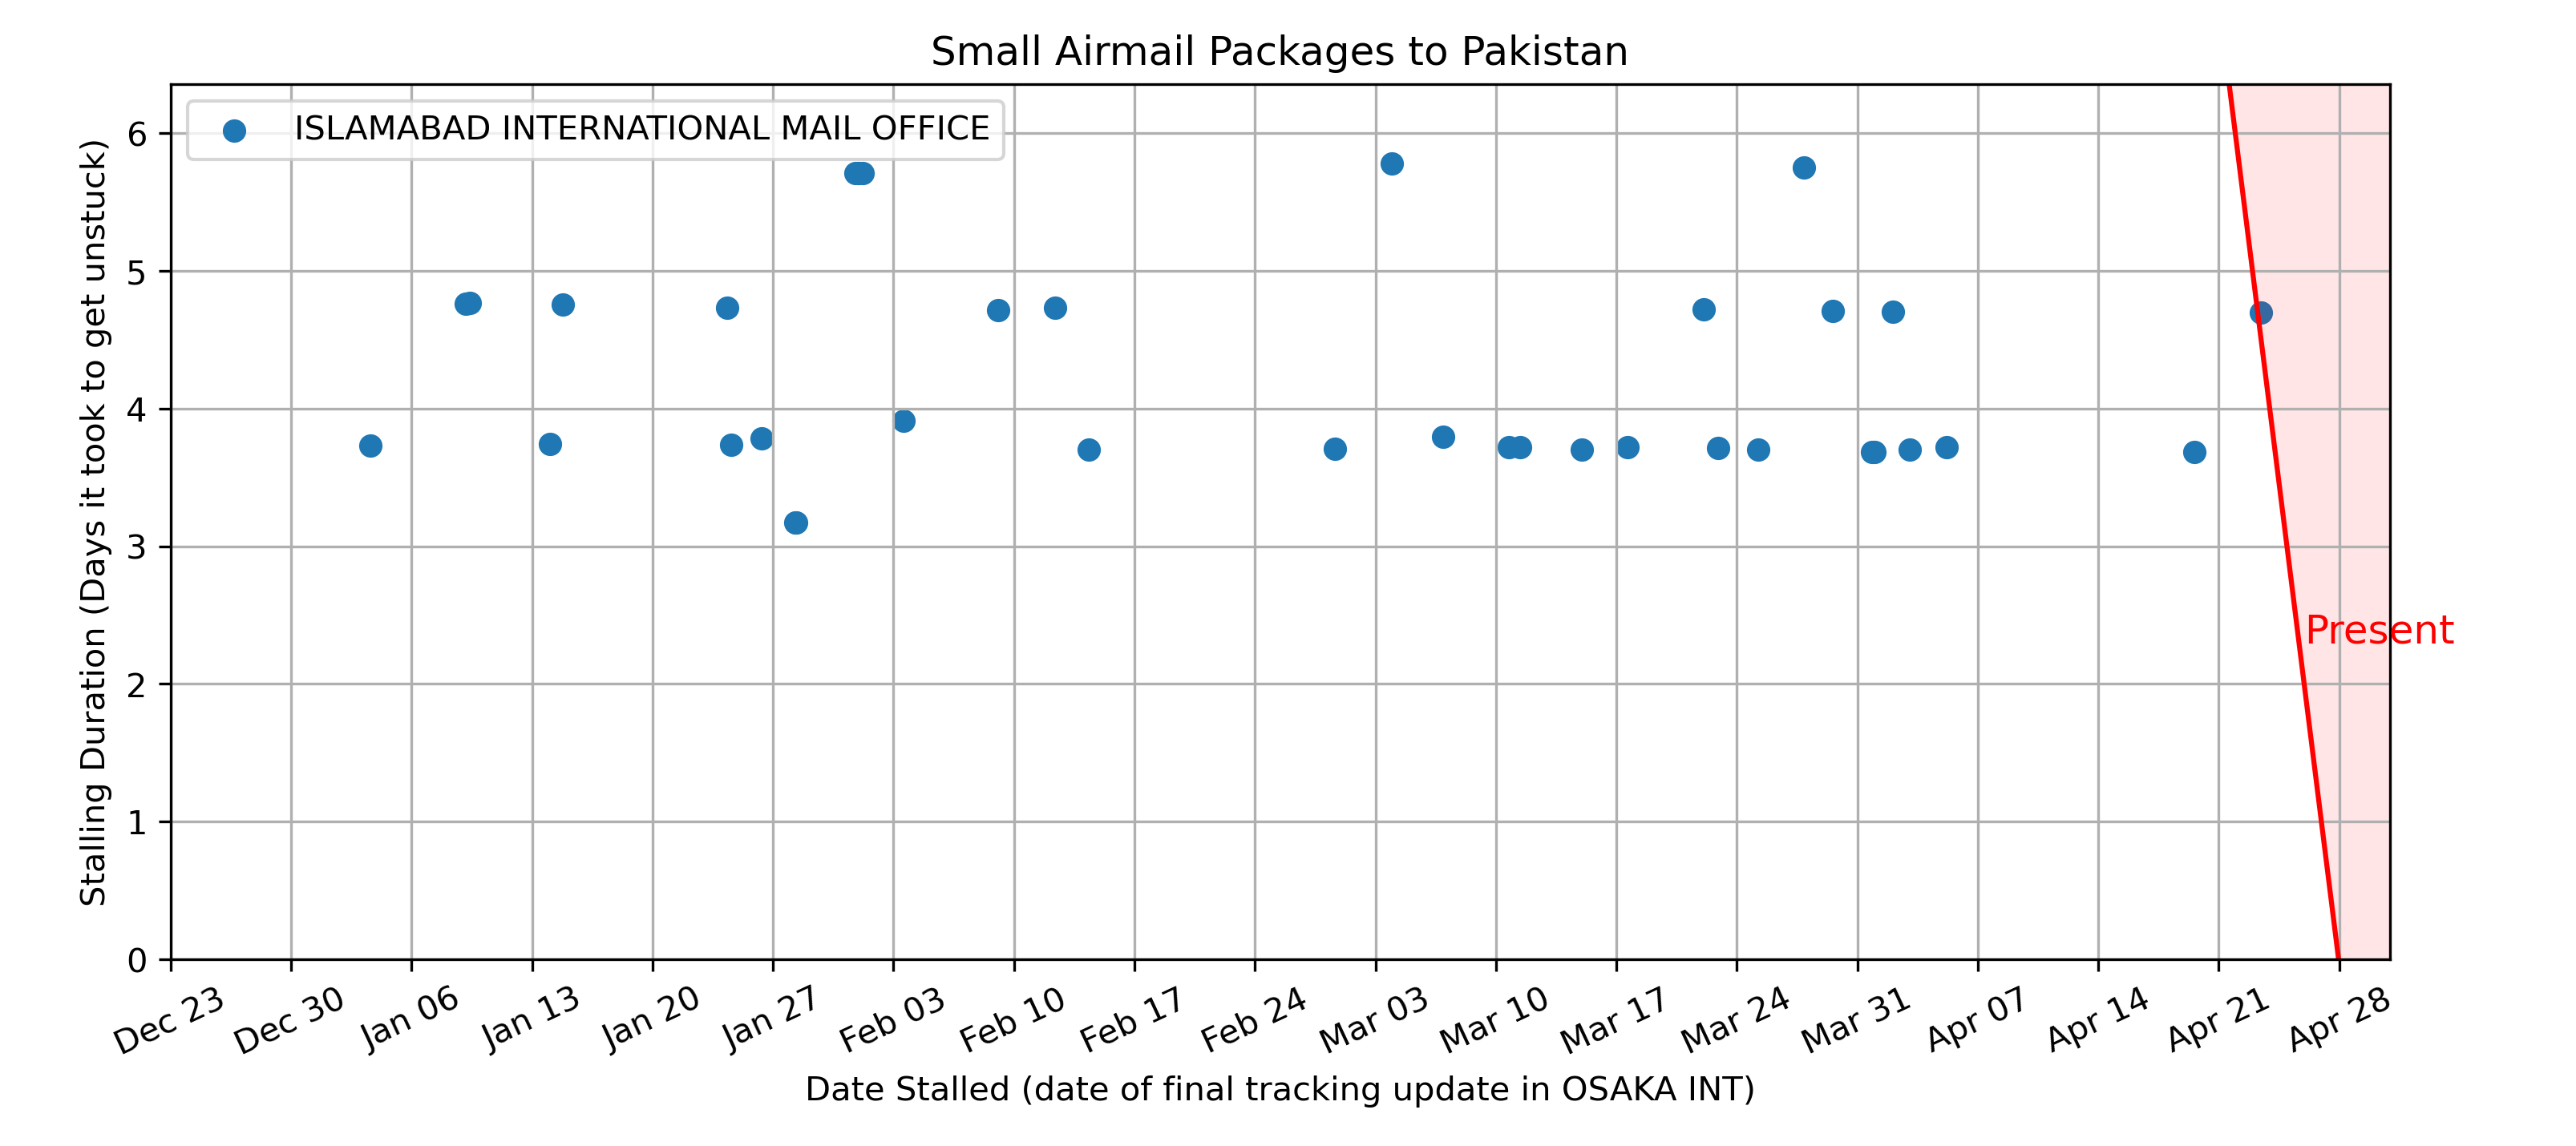 Small Airmail Packages to Pakistan
ISLAMABAD INTERNATIONAL MAIL OFFICE
Stalling Duration (Days it took to get unstuck)
6
5
4
3
2
1
0
Present
Dec 23 Dec 30 Jan 06 Jan 13 Jan 20 Jan 27 Feb 03 Feb 10 Feb 17 Feb 24 Mar 03 Mar 10 Mar 17 Mar 24 Mar 31 Apr 07 Apr 14 Apr 21 Apr 28
Date Stalled (date of final tracking update in OSAKA INT)